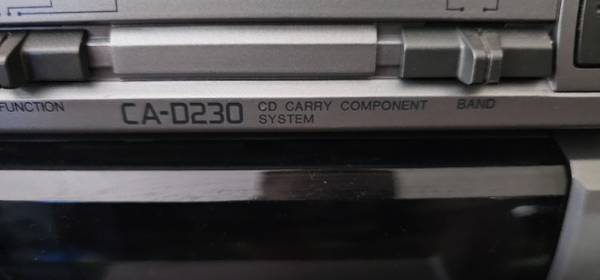 FUNCTION
CA-D230
CD CARRY COMPONENT
SYSTEM
BAND